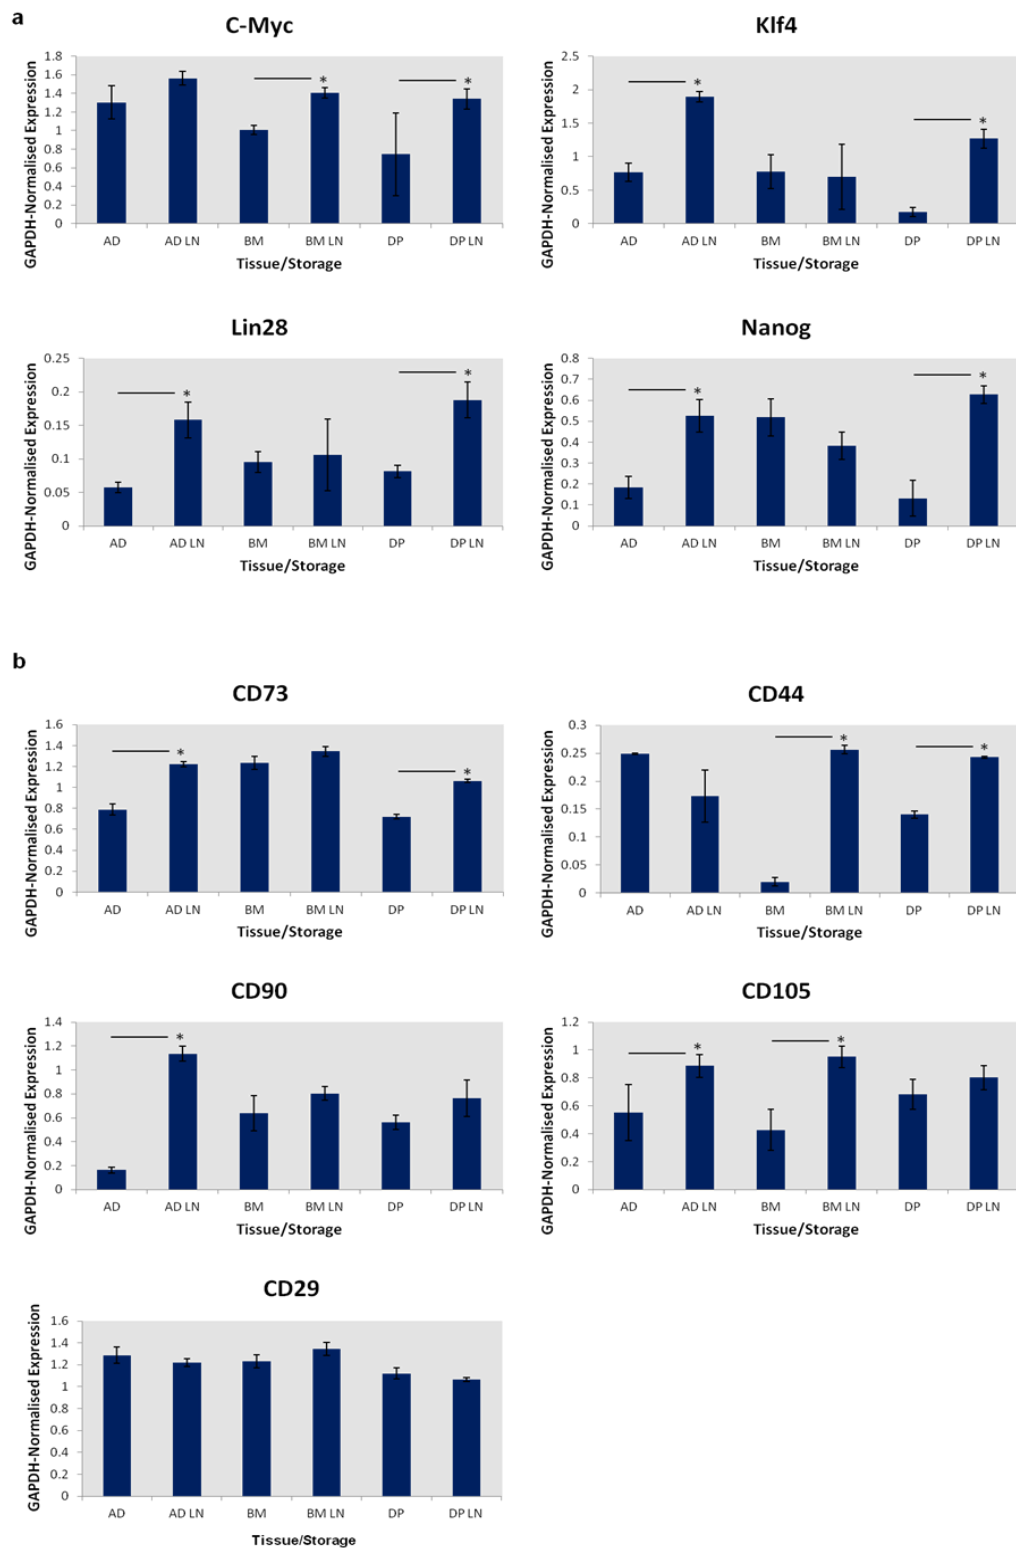 a
C-Myc
GAPDH-Normalised Expression
1.8
1.6
1.4
1.2
1
0.8
0.6
0.4
0.2
0
*
*
AD AD LN BM BM LN DP DP LN
Tissue/Storage
Klf4
GAPDH-Normalised Expression
2.5
2
1.5
1
0.5
0
*
*
AD AD LN BM BM LN DP DP LN
Tissue/Storage
Lin28
GAPDH-Normalised Expression
0.25
0.2
0.15
0.1
0.05
0
*
*
AD AD LN BM BM LN DP DP LN
Tissue/Storage
Nanog
GAPDH-Normalised Expression
0.8
0.7
0.6
0.5
0.4
0.3
0.2
0.1
0
*
*
AD AD LN BM BM LN DP DP LN
Tissue/Storage
b
CD73
GAPDH-Normalised Expression
1.6
1.4
1.2
1
0.8
0.6
0.4
0.2
0
*
*
AD AD LN BM BM LN DP DP LN
Tissue/Storage
CD44
GAPDH-Normalised Expression
0.3
0.25
0.2
0.15
0.1
0.05
0
*
*
AD AD LN BM BM LN DP DP LN
Tissue/Storage
CD90
GAPDH-Normalised Expression
1.4
1.2
1
0.8
0.6
0.4
0.2
0
*
AD AD LN BM BM LN DP DP LN
Tissue/Storage
CD105
GAPDH-Normalised Expression
1.2
1
0.8
0.6
0.4
0.2
0
*
*
AD AD LN BM BM LN DP DP LN
Tissue/Storage
CD29
GAPDH-Normalised Expression
1.6
1.4
1.2
1
0.8
0.6
0.4
0.2
0
AD AD LN BM BM LN DP DP LN
Tissue/Storage